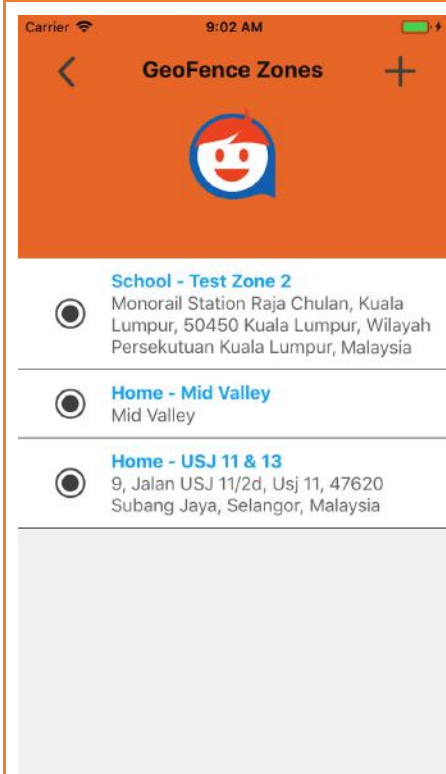 Carrier 9:02 AM
GeoFence Zones
School - Test Zone 2
Monorail Station Raja Chulan, Kuala
Lumpur, 50450 Kuala Lumpur, Wilayah
Persekutuan Kuala Lumpur, Malaysia
Home - Mid Valley
Mid Valley
Home - USJ 11 & 13
9, Jalan USJ 11/2d, Usj 11, 47620
Subang Jaya, Selangor, Malaysia